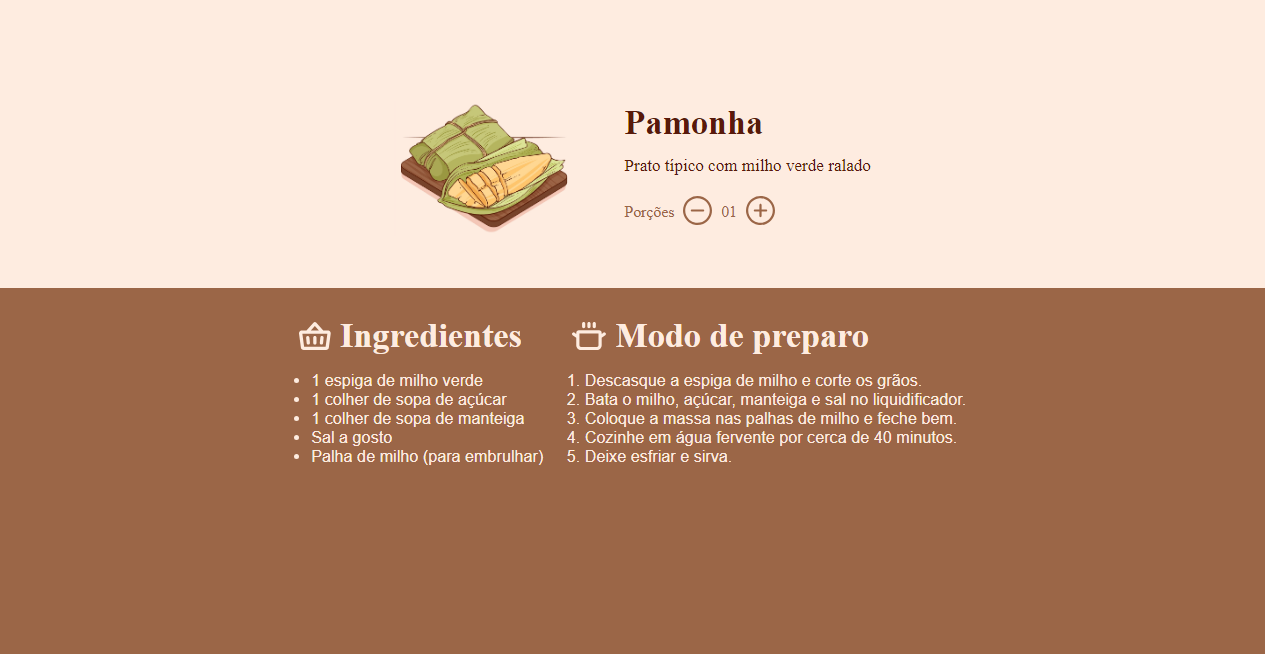 Pamonha
Prato típico com milho verde ralado
Porções 01
Ingredientes
1 espiga de milho verde
1 colher de sopa de açúcar
1 colher de sopa de manteiga
Sal a gosto
Palha de milho (para embrulhar)
Modo de preparo
1. Descasque a espiga de milho e corte os grãos.
2. Bata o milho, açúcar, manteiga e sal no liquidificador.
3. Coloque a massa nas palhas de milho e feche bem.
4. Cozinhe em água fervente por cerca de 40 minutos.
5. Deixe esfriar e sirva.